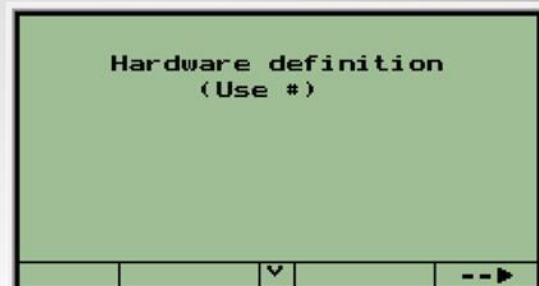 Hardware definition
(Use #)
v
-->